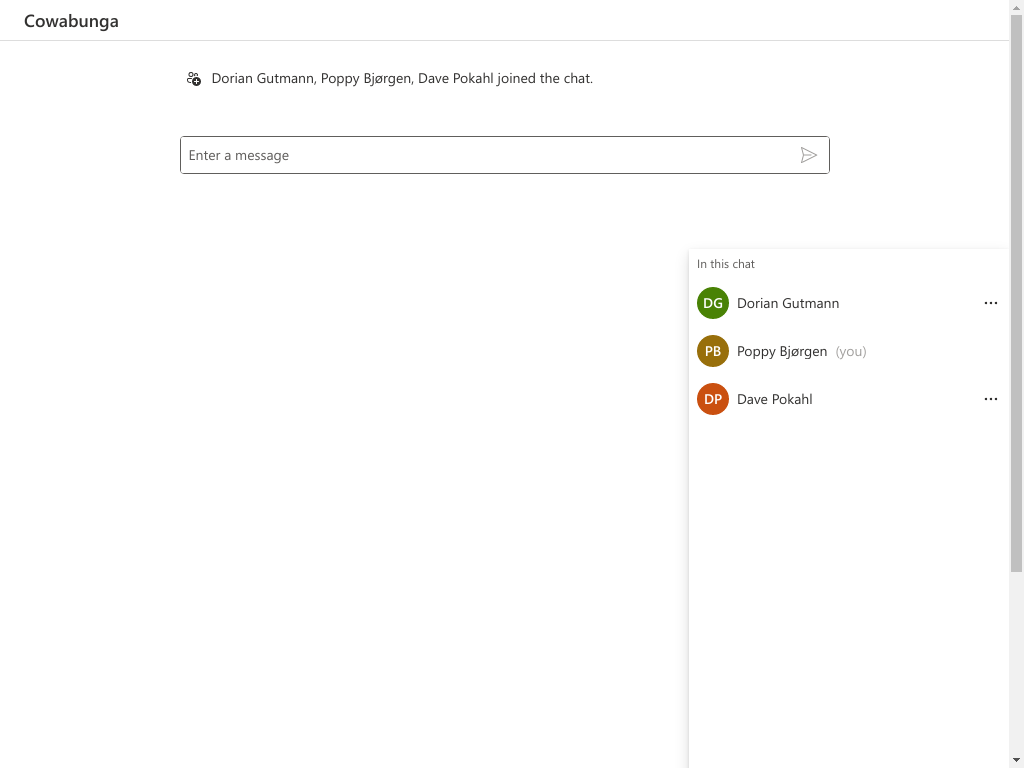 Cowabunga
Dorian Gutmann, Poppy Bjørgen, Dave Pokahl joined the chat.
Enter a message
In this chat
DG Dorian Gutmann
PB Poppy Bjørgen (you)
DP Dave Pokahl